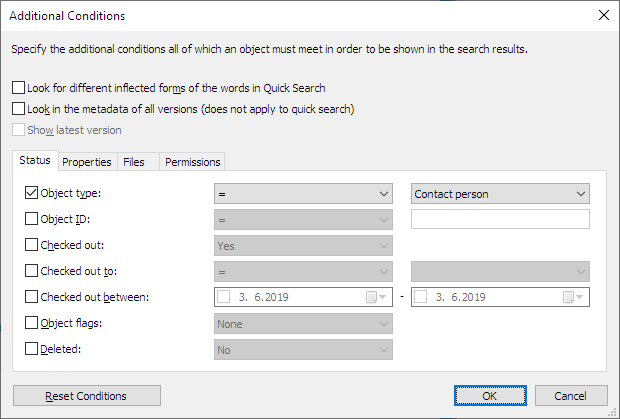 Additional Conditions
Specify the additional conditions all of which an object must meet in order to be shown in the search results.
Look for different inflected forms of the words in Quick Search
Look in the metadata of all versions (does not apply to quick search)
Show latest version
Status Properties Files Permissions
Object type: = Contact person
Object ID: =
Checked out: Yes
Checked out to: =
Checked out between: 3. 6.2019 - 3. 6.2019
Object flags: None
Deleted: No
Reset Conditions OK Cancel